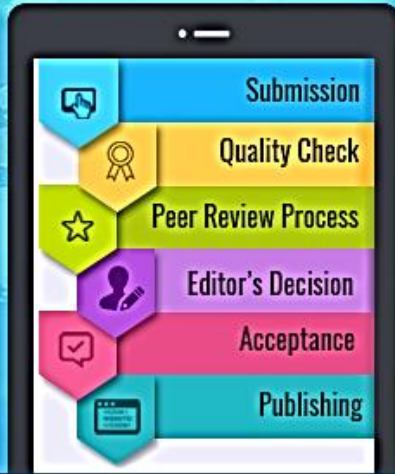 Submission
Quality Check
Peer Review Process
Editor's Decision
Acceptance
Publishing